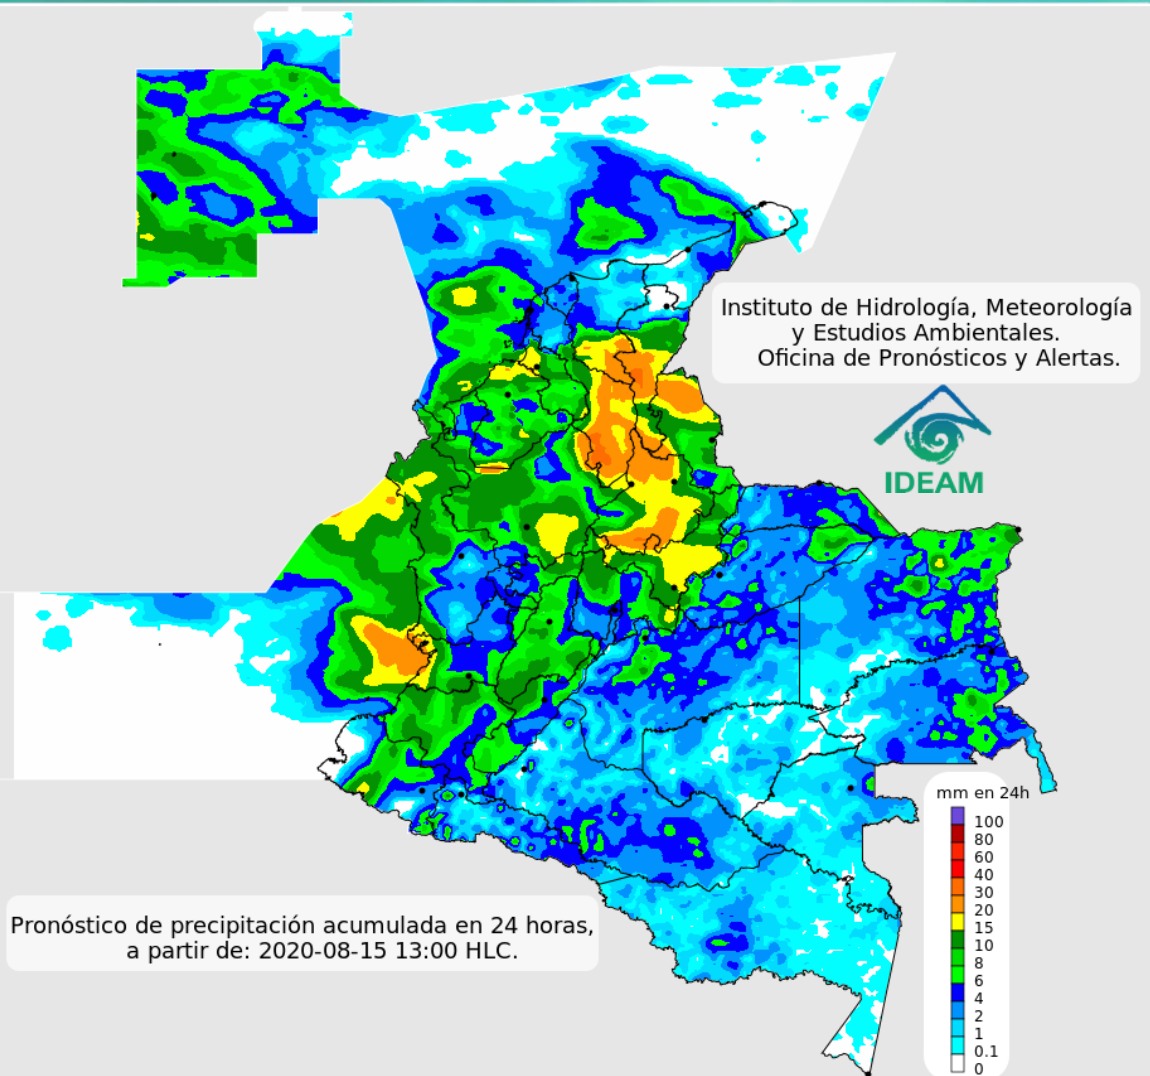 Instituto de Hidrología, Meteorología
y Estudios Ambientales.
Oficina de Pronósticos y Alertas.
IDEAM
mm en 24h
100
80
60
40
30
20
15
10
8
6
4
2
1
0.1
0
Pronóstico de precipitación acumulada en 24 horas,
a partir de: 2020-08-15 13:00 HLC.